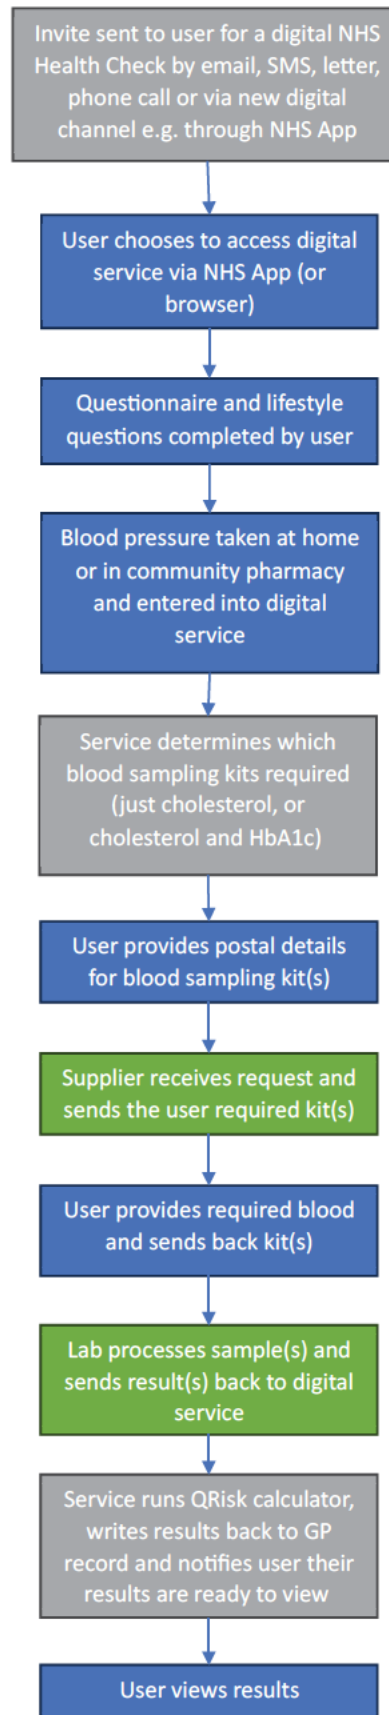 Invite sent to user for a digital NHS
Health Check by email, SMS, letter,
phone call or via new digital
channel e.g. through NHS App
User chooses to access digital
service via NHS App (or
browser)
Questionnaire and lifestyle
questions completed by user
Blood pressure taken at home
or in community pharmacy
and entered into digital
service
Service determines which
blood sampling kits required
(just cholesterol, or
cholesterol and HbA1c)
User provides postal details
for blood sampling kit(s)
Supplier receives request and
sends the user required kit(s)
User provides required blood
and sends back kit(s)
Lab processes sample(s) and
sends result(s) back to digital
service
Service runs QRisk calculator,
writes results back to GP
record and notifies user their
results are ready to view
User views results